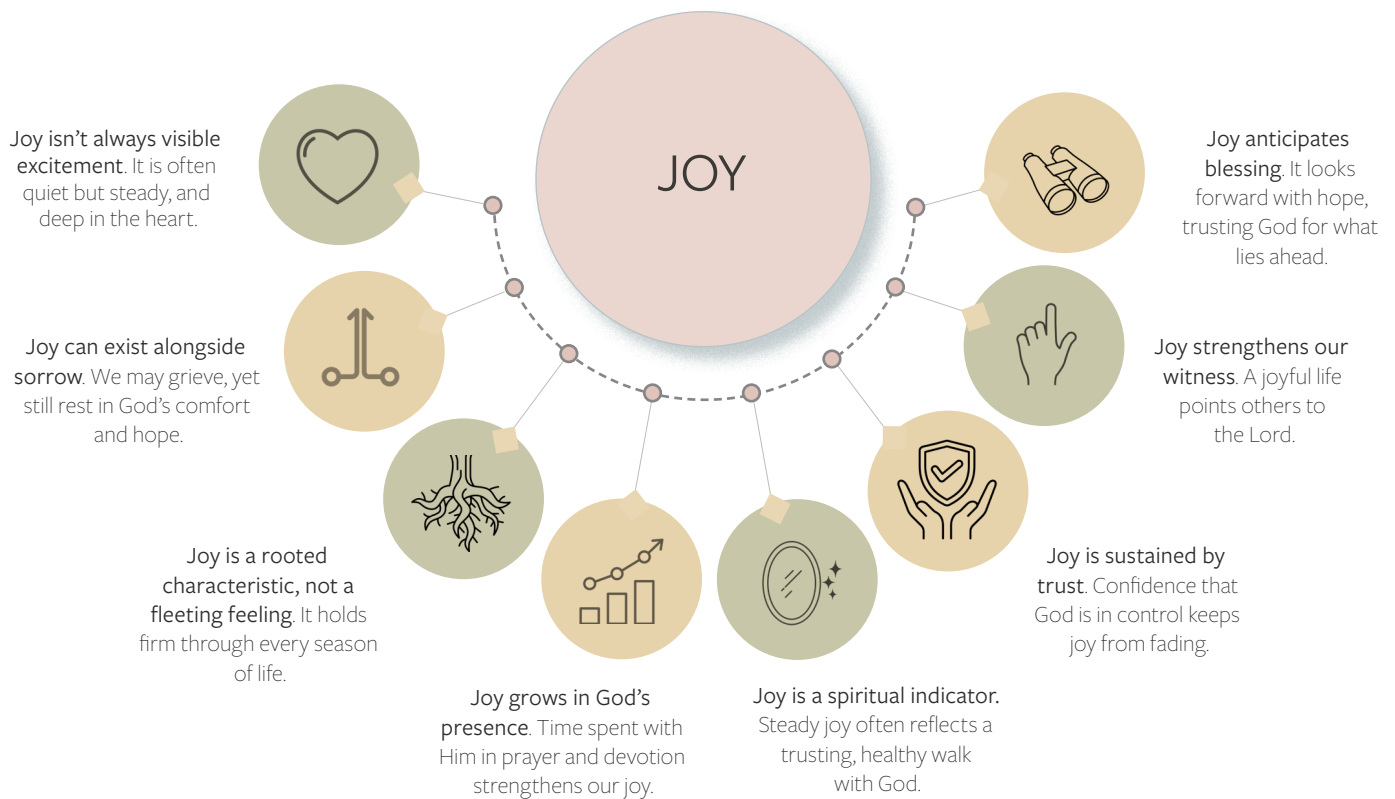 JOY
Joy isn’t always visible
excitement. It is often
quiet but steady, and
deep in the heart.
Joy can exist alongside
sorrow. We may grieve, yet
still rest in God’s comfort
and hope.
Joy is a rooted
characteristic, not a
fleeting feeling. It holds
firm through every season
of life.
Joy grows in God’s
presence. Time spent with
Him in prayer and devotion
strengthens our joy.
Joy is a spiritual indicator.
Steady joy often reflects a
trusting, healthy walk
with God.
Joy is sustained by
trust. Confidence that
God is in control keeps
joy from fading.
Joy strengthens our
witness. A joyful life
points others to
the Lord.
Joy anticipates
blessing. It looks
forward with hope,
trusting God for what
lies ahead.